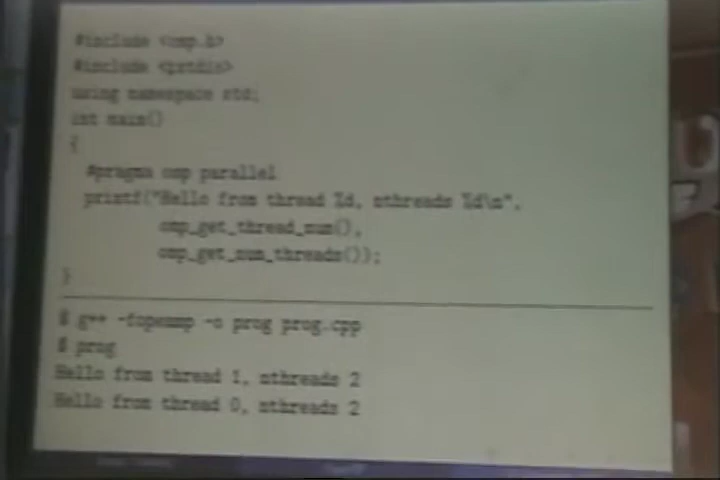 #include <omp.h>
#include <cstdio>
using namespace std;
int main()
{
#pragma omp parallel
printf("Hello from thread %d, nthreads %d\n",
omp_get_thread_num(),
omp_get_num_threads());
}
$ g++ -fopenmp -o prog prog.cpp
$ prog
Hello from thread 1, nthreads 2
Hello from thread 0, nthreads 2